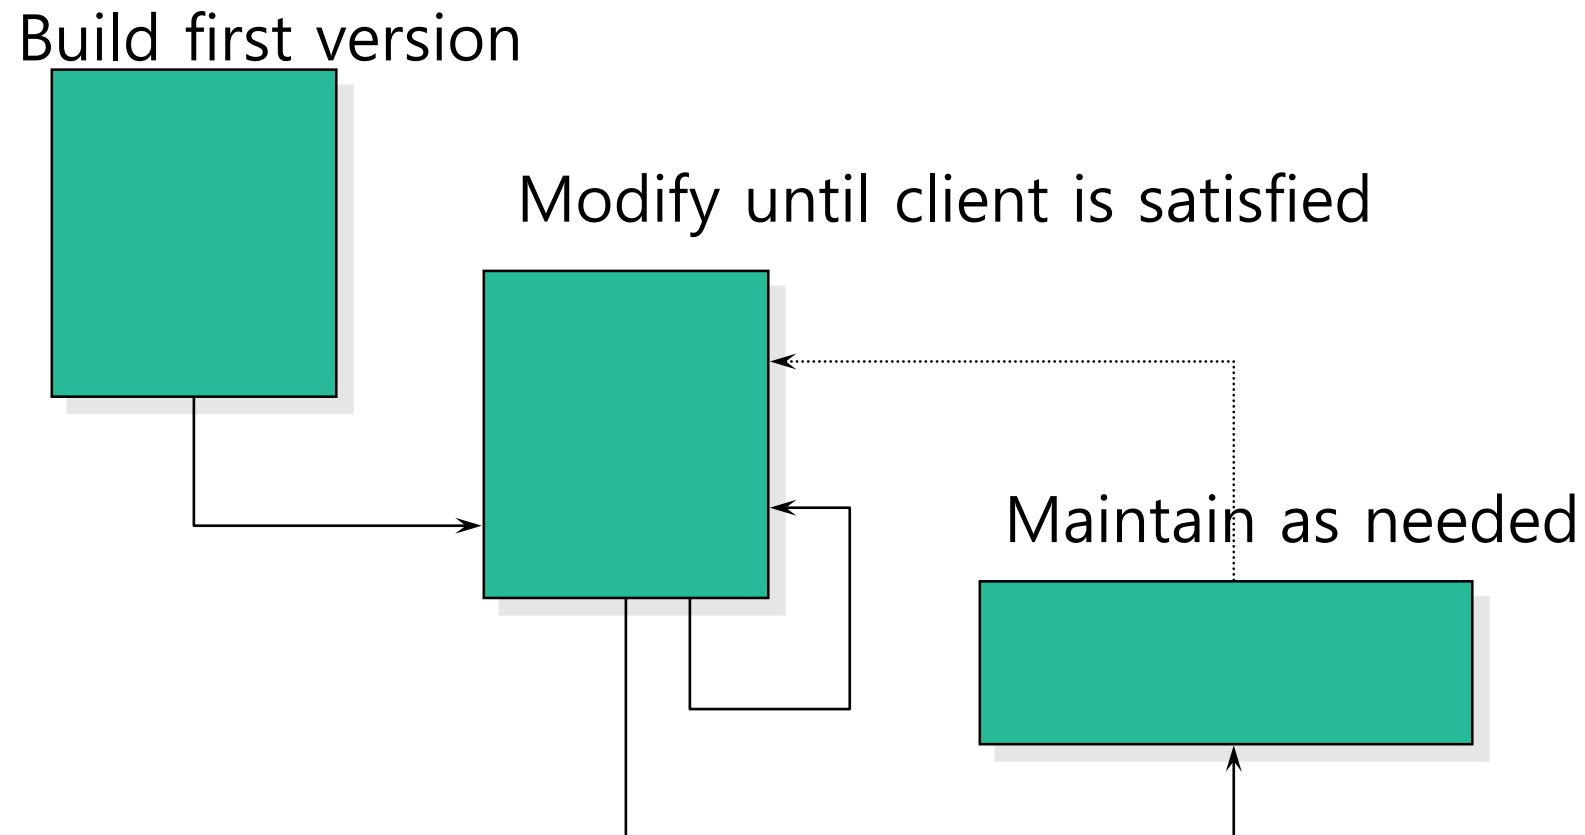 Build first version
Modify until client is satisfied
Maintain as needed